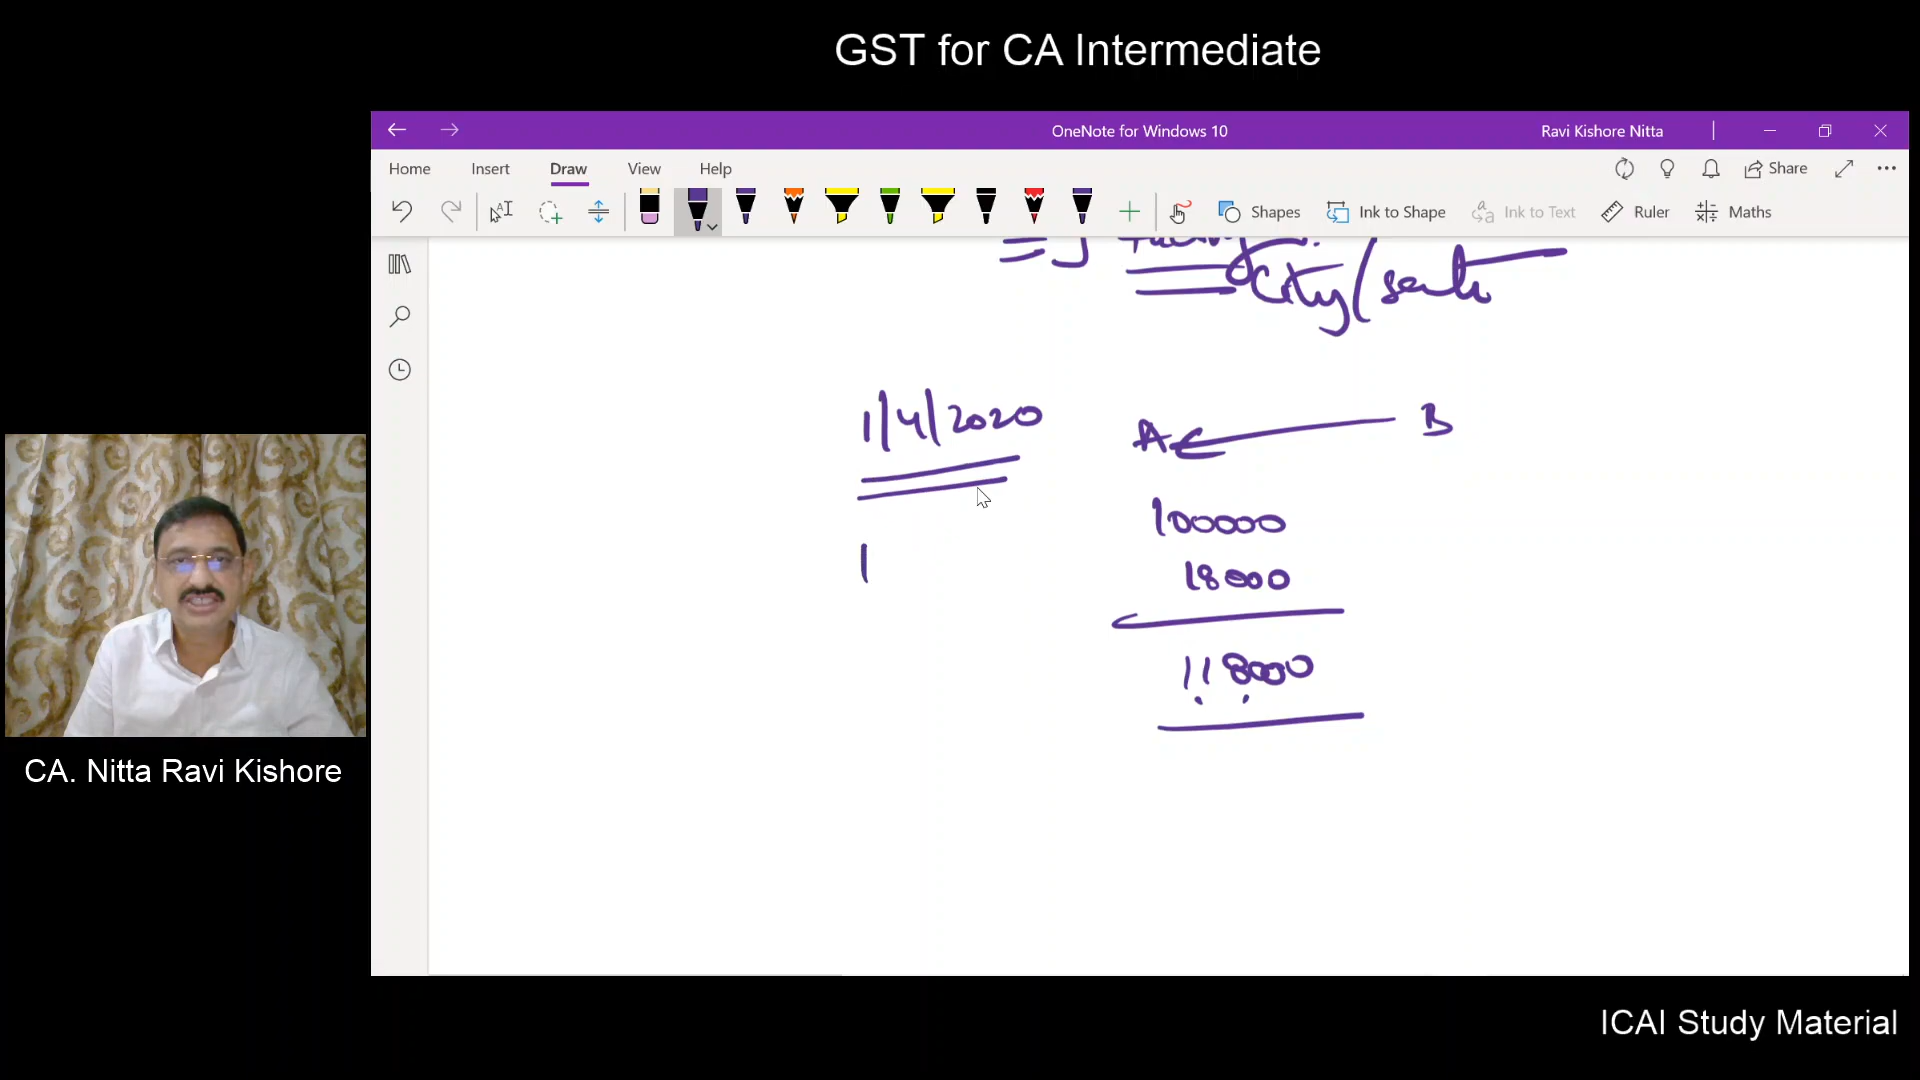 GST for CA Intermediate
OneNote for Windows 10
Ravi Kishore Nitta
Home Insert Draw View Help
Share
Shapes Ink to Shape Ink to Text Ruler Maths
City/
1/4/2020
A B
100000
18000
118000
1
CA. Nitta Ravi Kishore
ICAI Study Material